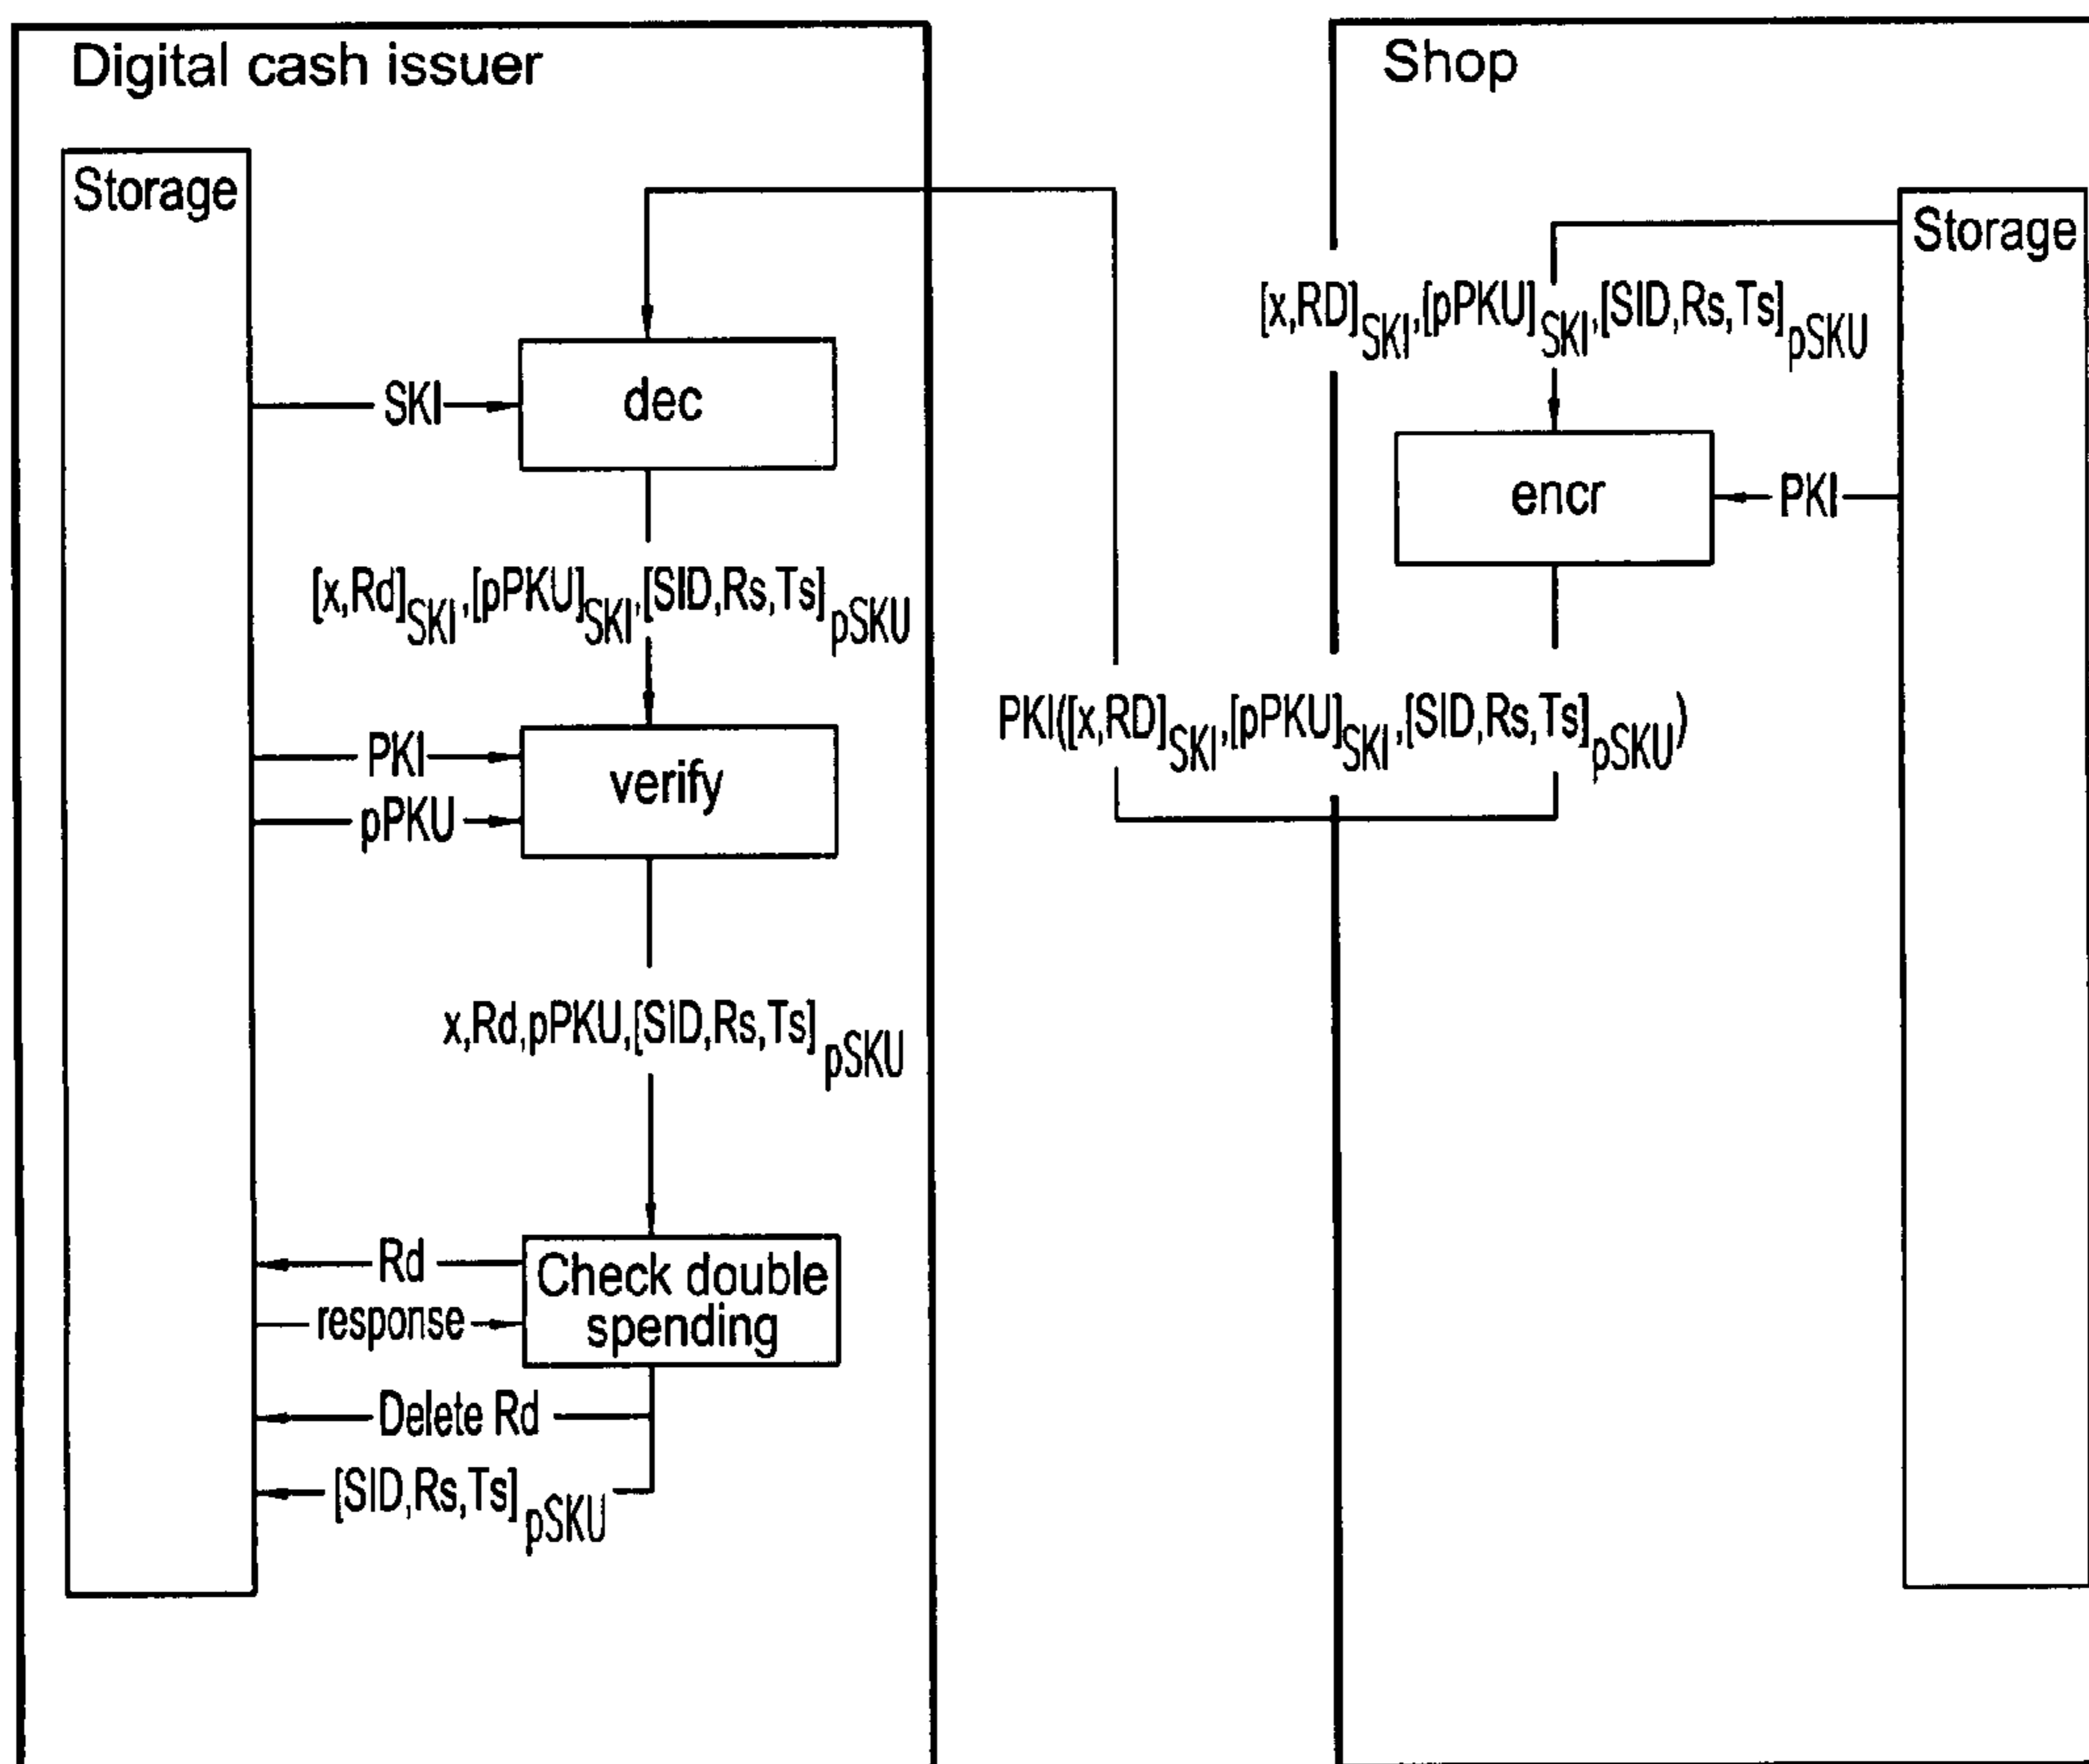 Digital cash issuer
Storage
SKI
dec
[x,Rd]SKI,[pPKU]SKI,[SID,Rs,Ts]pSKU
PKI
pPKU
verify
x,Rd,pPKU,[SID,Rs,Ts]pSKU
Rd
response
Check double
spending
Delete Rd
[SID,Rs,Ts]pSKU
PKI([x,RD]SKI,[pPKU]SKI,[SID,Rs,Ts]pSKU)
Shop
Storage
[x,RD]SKI,[pPKU]SKI,[SID,Rs,Ts]pSKU
encr
PKI